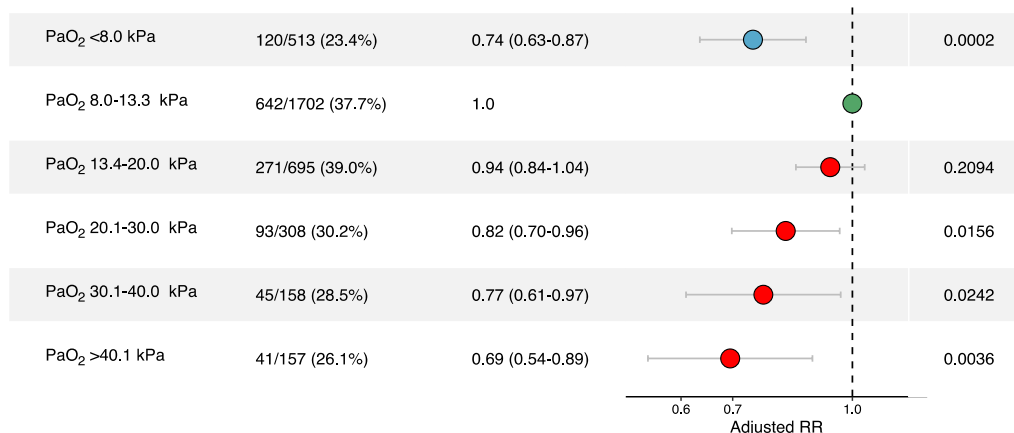 PaO2 <8.0 kPa 120/513 (23.4%) 0.74 (0.63-0.87) 0.0002
PaO2 8.0-13.3 kPa 642/1702 (37.7%) 1.0
PaO2 13.4-20.0 kPa 271/695 (39.0%) 0.94 (0.84-1.04) 0.2094
PaO2 20.1-30.0 kPa 93/308 (30.2%) 0.82 (0.70-0.96) 0.0156
PaO2 30.1-40.0 kPa 45/158 (28.5%) 0.77 (0.61-0.97) 0.0242
PaO2 >40.1 kPa 41/157 (26.1%) 0.69 (0.54-0.89) 0.0036
0.6 0.7 1.0
Adjusted RR